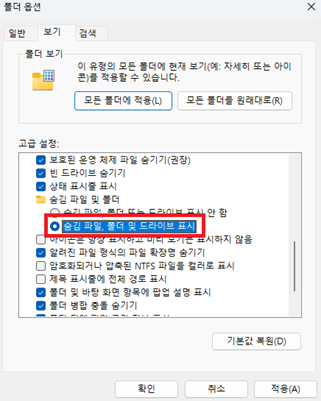 폴더 옵션
일반
보기
검색
폴더 보기
이 유형의 모든 폴더에 현재 보기(예: 자세히 또는 아이
콘)를 적용할 수 있습니다.
모든 폴더에 적용(L)
모든 폴더를 원래대로(R)
고급 설정:
보호된 운영 체제 파일 숨기기(권장)
빈 드라이브 숨기기
상태 표시줄 표시
숨김 파일 및 폴더
숨김 파일, 폴더 또는 드라이브 표시 안 함
숨김 파일, 폴더 및 드라이브 표시
아이콘은 항상 표시하고 미리 보기는 표시하지 않음
알려진 파일 형식의 파일 확장명 숨기기
암호화되거나 압축된 NTFS 파일을 컬러로 표시
제목 표시줄에 전체 경로 표시
폴더 및 바탕 화면 항목에 팝업 설명 표시
폴더 병합 충돌 숨기기
기본값 복원(D)
확인
취소
적용(A)